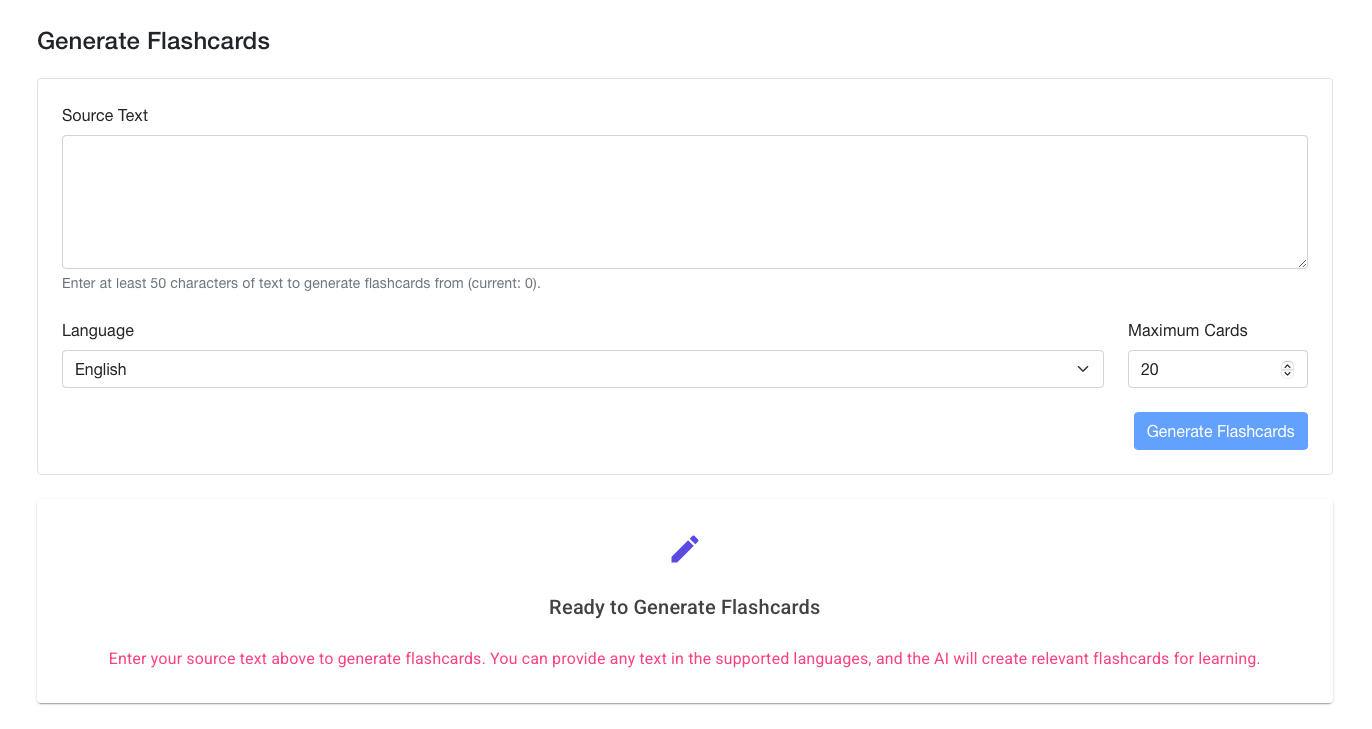 Generate Flashcards
Source Text
Enter at least 50 characters of text to generate flashcards from (current: 0).
Language
Maximum Cards
English
20
Generate Flashcards
Ready to Generate Flashcards
Enter your source text above to generate flashcards. You can provide any text in the supported languages, and the AI will create relevant flashcards for learning.